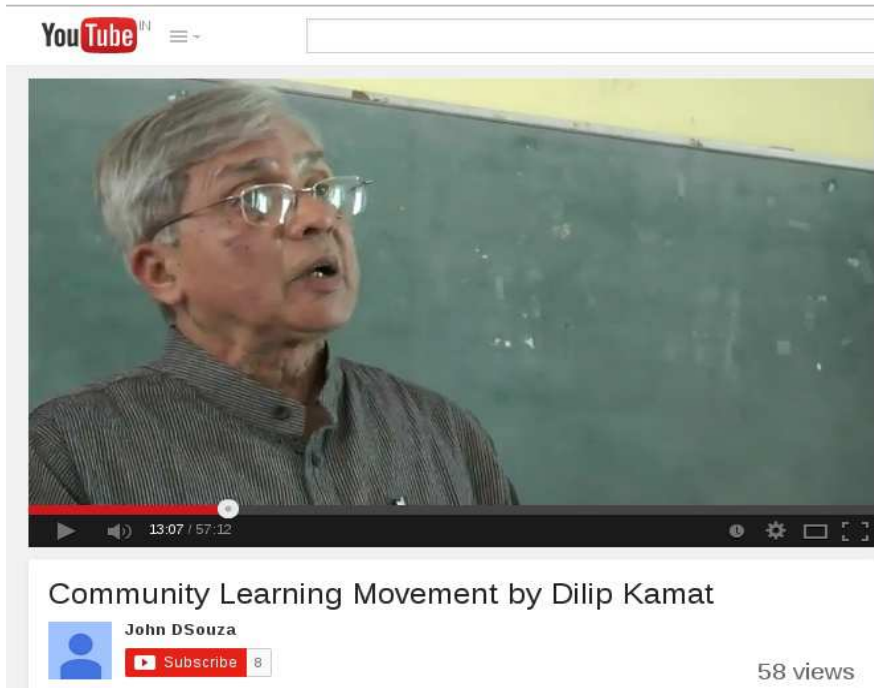 YouTube IN
13:07 / 57:12
Community Learning Movement by Dilip Kamat
John DSouza
Subscribe 8
58 views